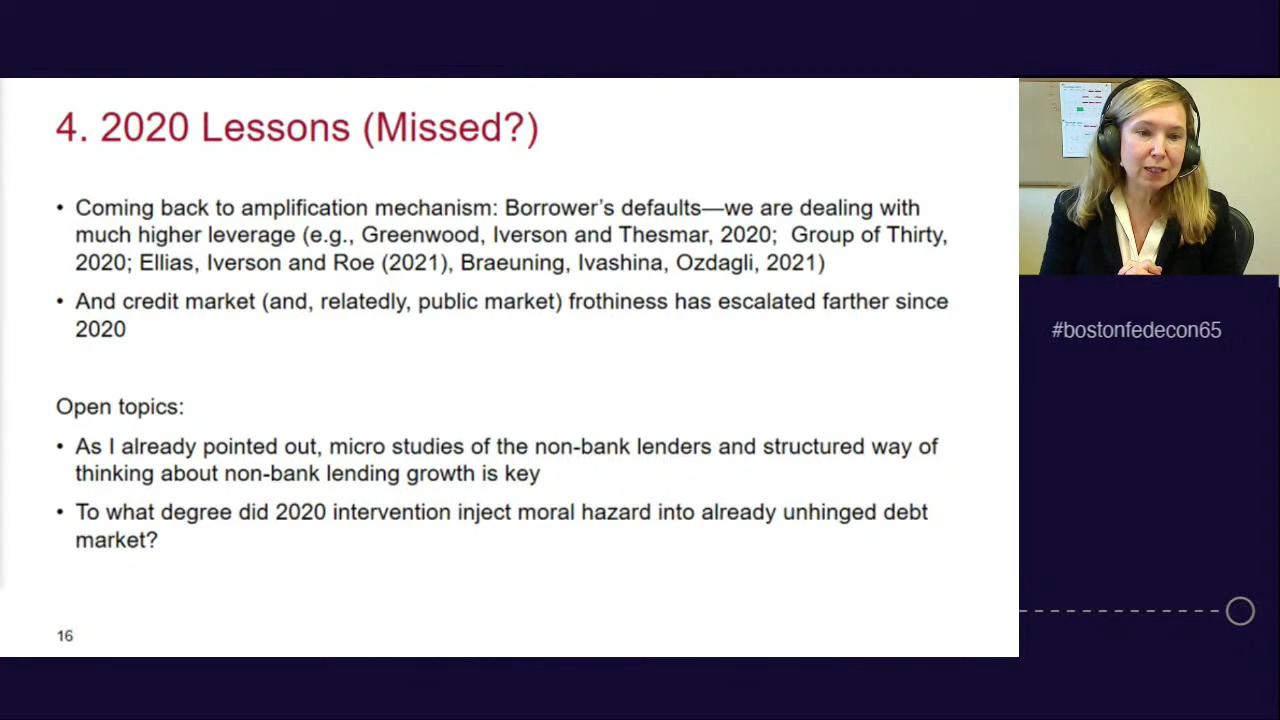 4. 2020 Lessons (Missed?)
• Coming back to amplification mechanism: Borrower’s defaults—we are dealing with
much higher leverage (e.g., Greenwood, Iverson and Thesmar, 2020; Group of Thirty,
2020; Ellias, Iverson and Roe (2021), Braeuning, Ivashina, Ozdagli, 2021)
• And credit market (and, relatedly, public market) frothiness has escalated farther since
2020
Open topics:
• As I already pointed out, micro studies of the non-bank lenders and structured way of
thinking about non-bank lending growth is key
• To what degree did 2020 intervention inject moral hazard into already unhinged debt
market?
16
#bostonfedecon65